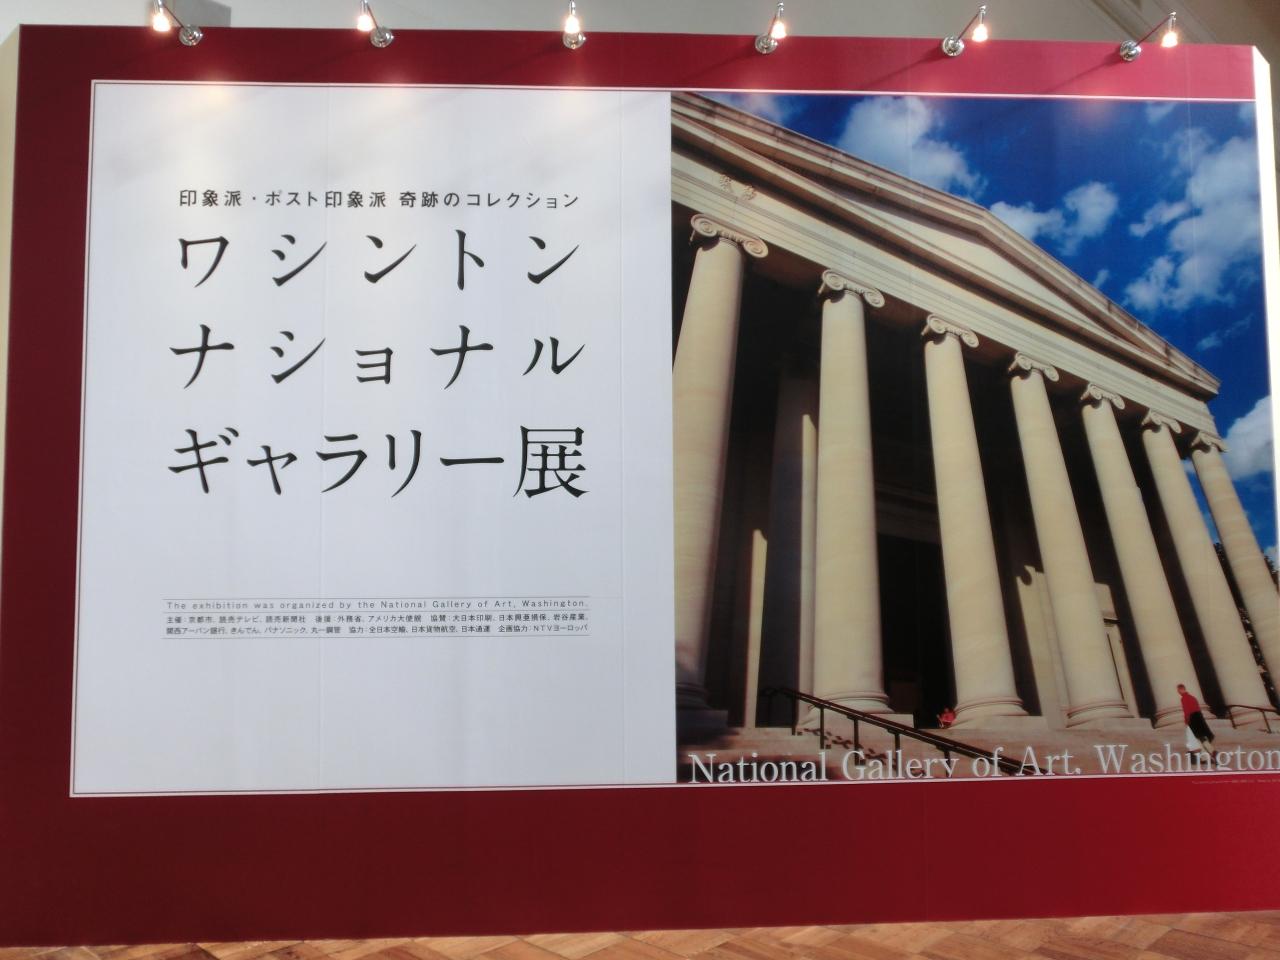 印象派・ポスト印象派 奇跡のコレクション
ワシントン
ナショナル
ギャラリー展
The exhibition was organized by the National Gallery of Art, Washington.
主催：京都市、読売テレビ、読売新聞社　後援：外務省、アメリカ大使館　協賛：大日本印刷、日本興亜損保、岩谷産業、
関西アーバン銀行、きんでん、パナソニック、丸一鋼管　協力：全日本空輸、日本貨物航空、日本通運　企画協力：NTVヨーロッパ
National Gallery of Art, Washington